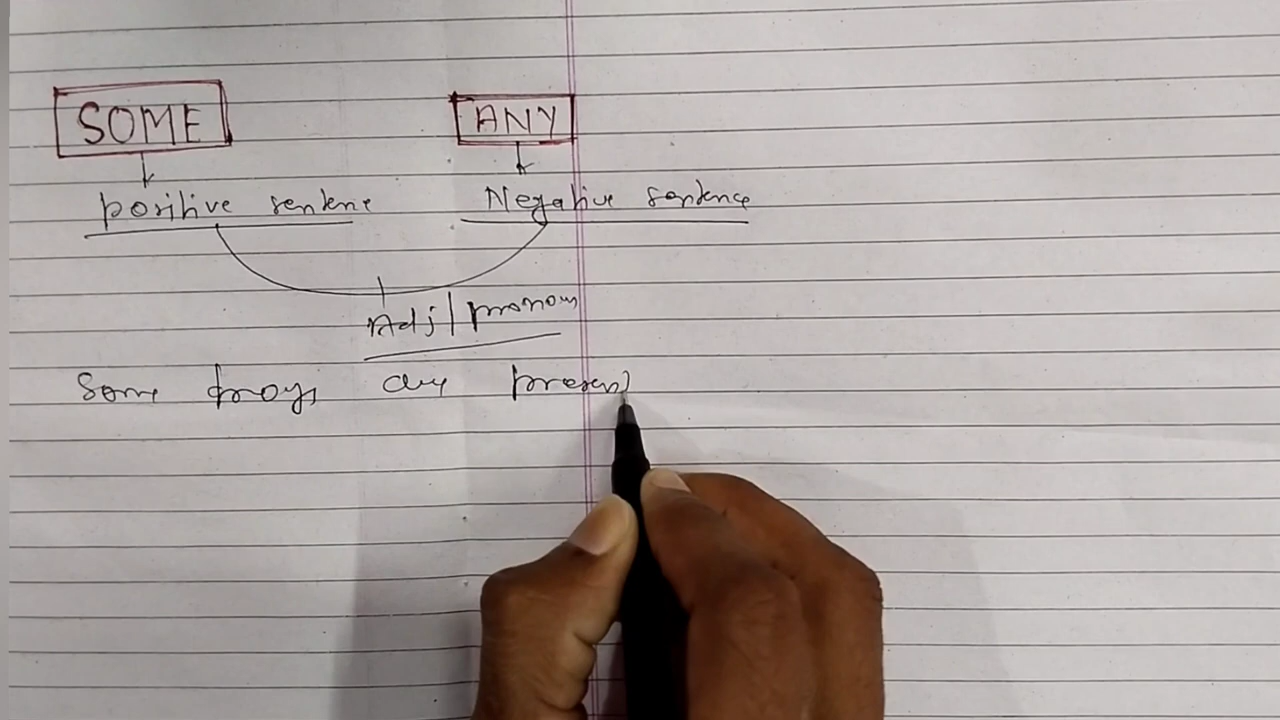 SOME ANY
positive sentence Negative sentence
Adj/pronoun
Some boys are present